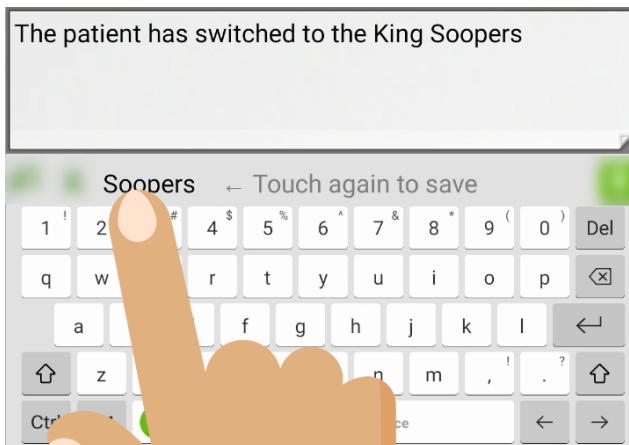 The patient has switched to the King Soopers
Soopers ← Touch again to save
1 ! 2 # 4 $ 5 % 6 ^ 7 & 8 * 9 ( 0 ) Del
q w r t y u i o p
a f g h j k l
z n m , ! . ?
Ctrl ← →